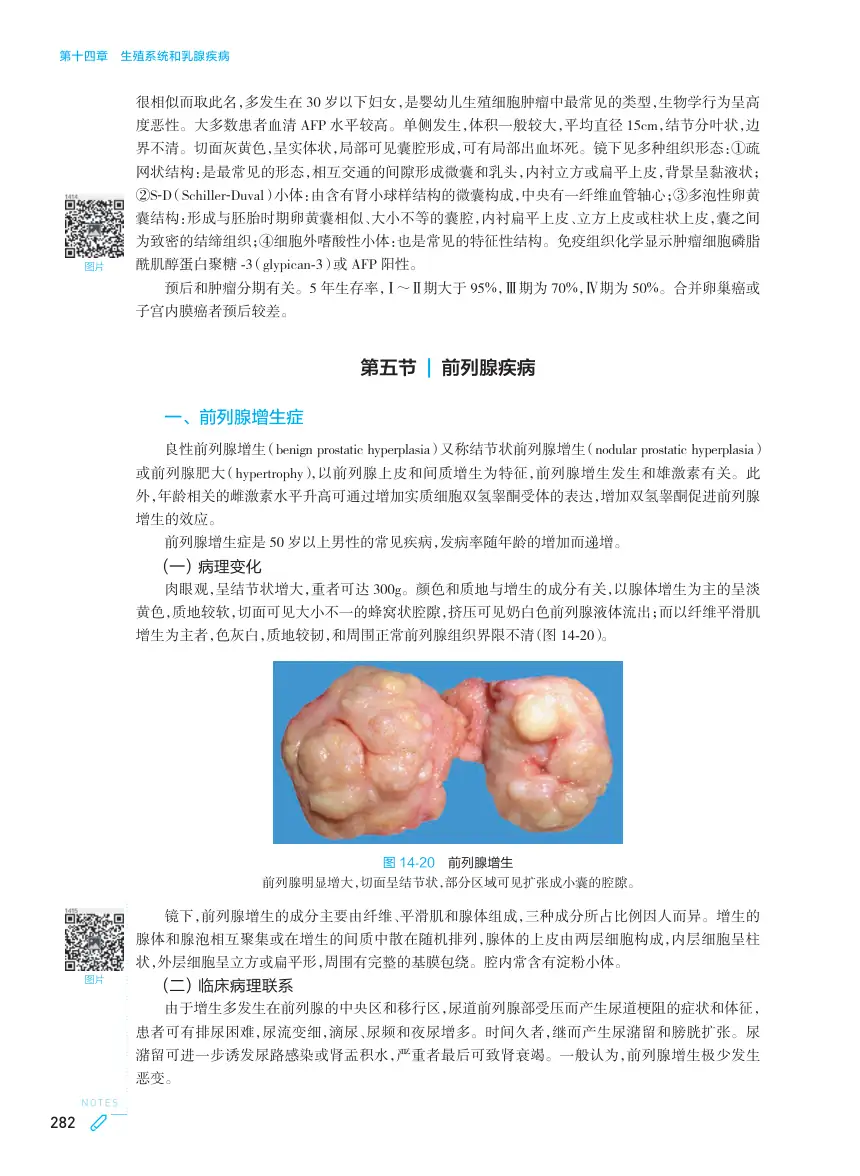 第十四章 生殖系统和乳腺疾病
很相似而取此名,多发生在 30 岁以下妇女,是婴幼儿生殖细胞肿瘤中最常见的类型,生物学行为呈高
度恶性。大多数患者血清 AFP 水平较高。单侧发生,体积一般较大,平均直径 15cm,结节分叶状,边
界不清。切面灰黄色,呈实体状,局部可见囊腔形成,可有局部出血坏死。镜下见多种组织形态:①疏
网状结构:是最常见的形态,相互交通的间隙形成微囊和乳头,内衬立方或扁平上皮,背景呈黏液状;
②S-D(Schiller-Duval)小体:由含有肾小球样结构的微囊构成,中央有一纤维血管轴心;③多泡性卵黄
囊结构:形成与胚胎时期卵黄囊相似、大小不等的囊腔,内衬扁平上皮、立方上皮或柱状上皮,囊之间
为致密的结缔组织;④细胞外嗜酸性小体:也是常见的特征性结构。免疫组织化学显示肿瘤细胞磷脂
酰肌醇蛋白聚糖 -3(glypican-3)或 AFP 阳性。
1414
图片
预后和肿瘤分期有关。5 年生存率,Ⅰ～Ⅱ期大于 95%,Ⅲ期为 70%,Ⅳ期为 50%。合并卵巢癌或
子宫内膜癌者预后较差。
第五节 | 前列腺疾病
一、前列腺增生症
良性前列腺增生(benign prostatic hyperplasia)又称结节状前列腺增生(nodular prostatic hyperplasia)
或前列腺肥大(hypertrophy),以前列腺上皮和间质增生为特征,前列腺增生发生和雄激素有关。此
外,年龄相关的雌激素水平升高可通过增加实质细胞双氢睾酮受体的表达,增加双氢睾酮促进前列腺
增生的效应。
前列腺增生症是 50 岁以上男性的常见疾病,发病率随年龄的增加而递增。
(一)病理变化
肉眼观,呈结节状增大,重者可达 300g。颜色和质地与增生的成分有关,以腺体增生为主的呈淡
黄色,质地较软,切面可见大小不一的蜂窝状腔隙,挤压可见奶白色前列腺液体流出;而以纤维平滑肌
增生为主者,色灰白,质地较韧,和周围正常前列腺组织界限不清(图 14-20)。
图 14-20 前列腺增生
前列腺明显增大,切面呈结节状,部分区域可见扩张成小囊的腔隙。
1415
图片
镜下,前列腺增生的成分主要由纤维、平滑肌和腺体组成,三种成分所占比例因人而异。增生的
腺体和腺泡相互聚集或在增生的间质中散在随机排列,腺体的上皮由两层细胞构成,内层细胞呈柱
状,外层细胞呈立方或扁平形,周围有完整的基膜包绕。腔内常含有淀粉小体。
(二)临床病理联系
由于增生多发生在前列腺的中央区和移行区,尿道前列腺部受压而产生尿道梗阻的症状和体征,
患者可有排尿困难,尿流变细,滴尿、尿频和夜尿增多。时间久者,继而产生尿潴留和膀胱扩张。尿
潴留可进一步诱发尿路感染或肾盂积水,严重者最后可致肾衰竭。一般认为,前列腺增生极少发生
恶变。
NOTES
282